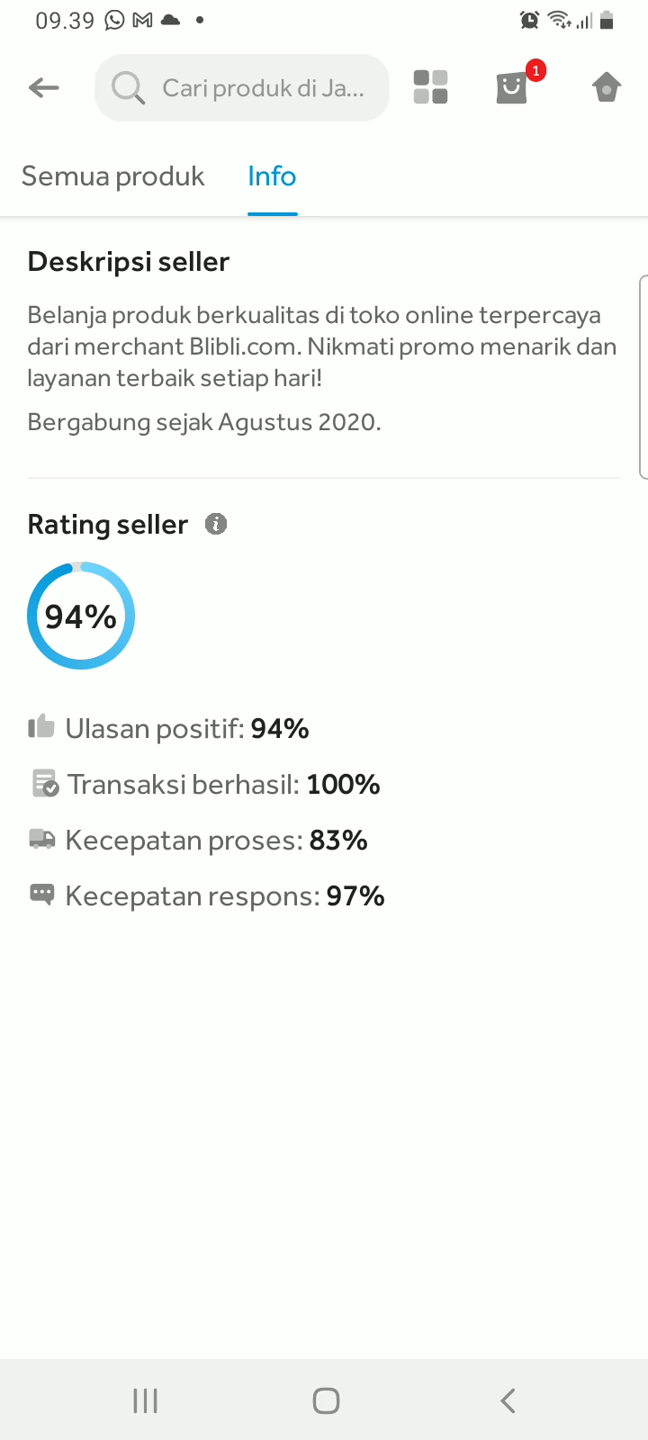 09.39
1
Cari produk di Ja...
Semua produk
Info
Deskripsi seller
Belanja produk berkualitas di toko online terpercaya
dari merchant Blibli.com. Nikmati promo menarik dan
layanan terbaik setiap hari!
Bergabung sejak Agustus 2020.
Rating seller
94%
Ulasan positif: 94%
Transaksi berhasil: 100%
Kecepatan proses: 83%
Kecepatan respons: 97%